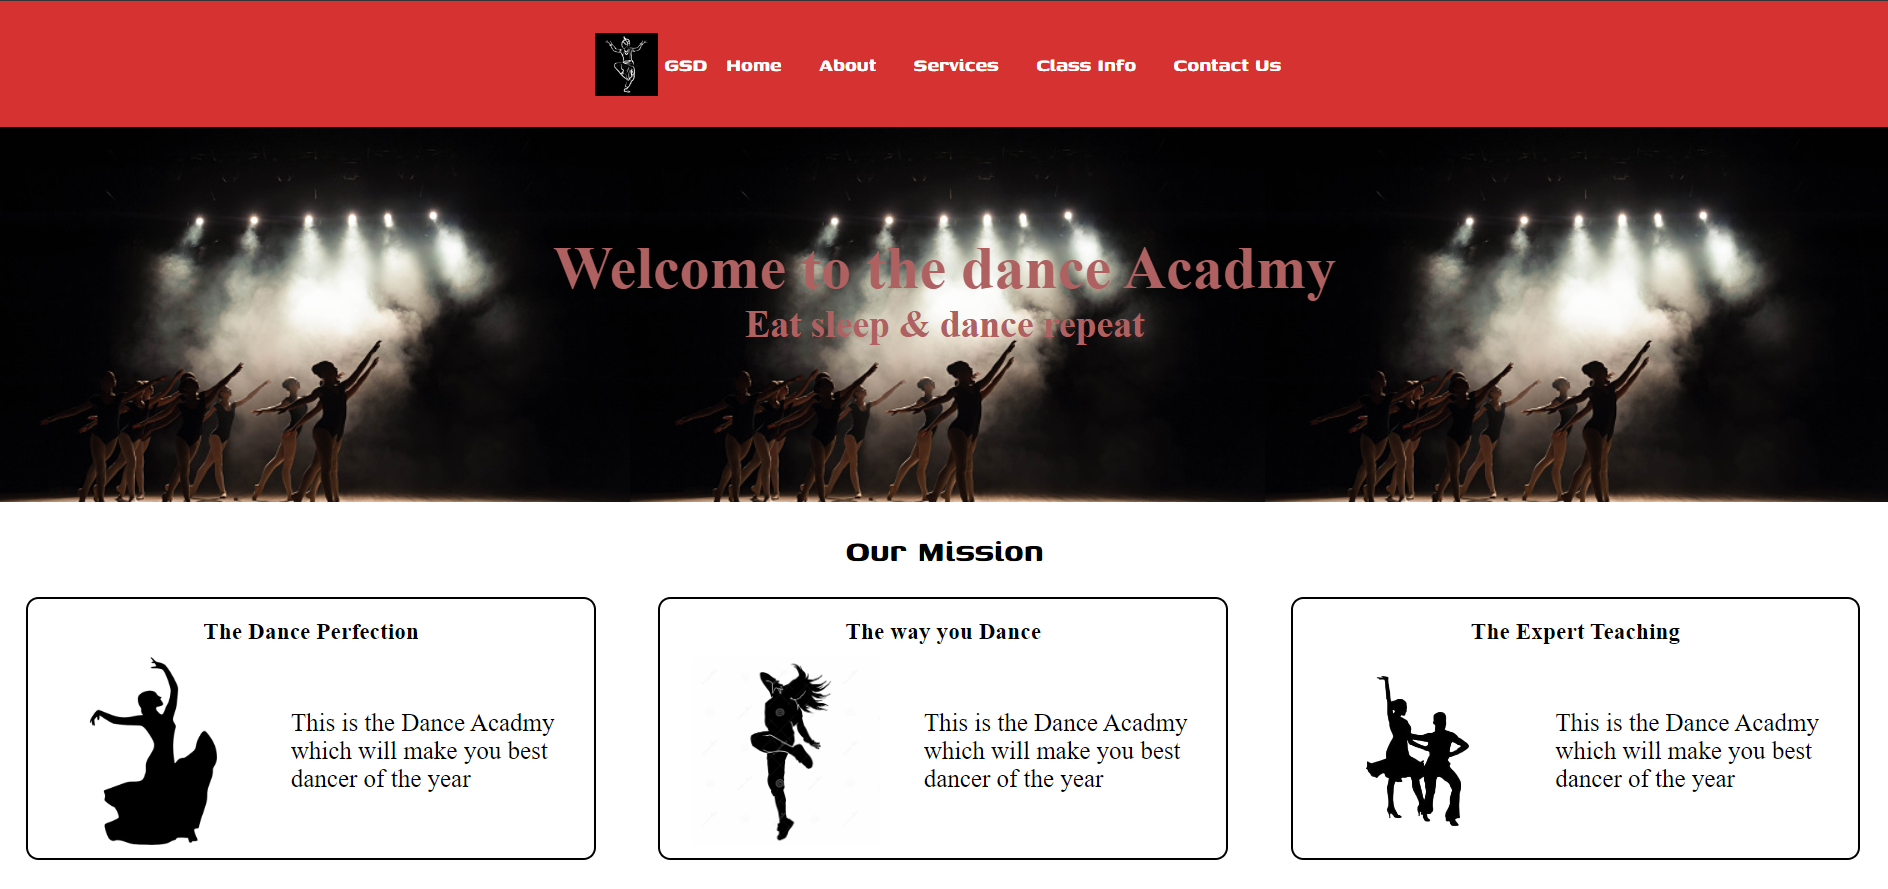 GSD Home About Services Class Info Contact Us
Welcome to the dance Acadmy
Eat sleep & dance repeat
Our Mission
The Dance Perfection
This is the Dance Acadmy
which will make you best
dancer of the year
The way you Dance
This is the Dance Acadmy
which will make you best
dancer of the year
The Expert Teaching
This is the Dance Acadmy
which will make you best
dancer of the year